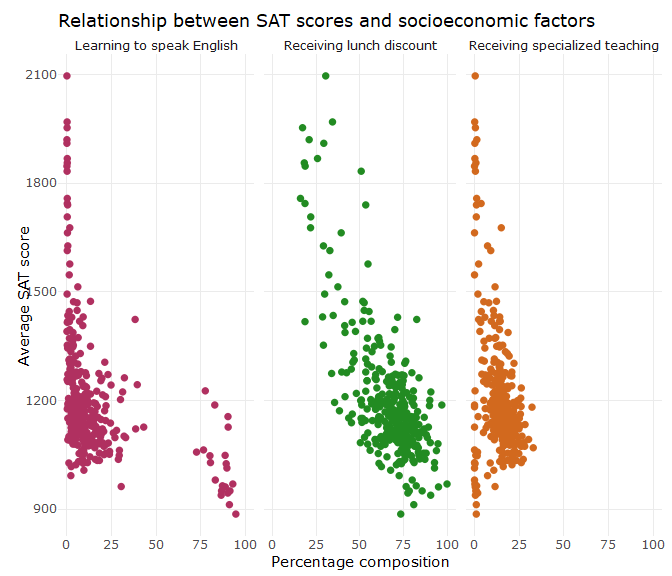 Relationship between SAT scores and socioeconomic factors
Learning to speak English
Receiving lunch discount
Receiving specialized teaching
2100
1800
1500
1200
900
Average SAT score
0 25 50 75 100
0 25 50 75 100
0 25 50 75 100
Percentage composition